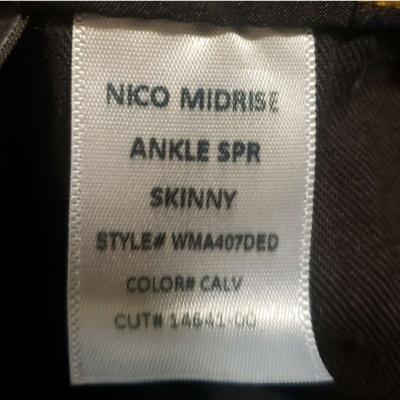 NICO MIDRISE
ANKLE SPR
SKINNY
STYLE# WMA407DED
COLOR# CALV
CUT# 14641-00